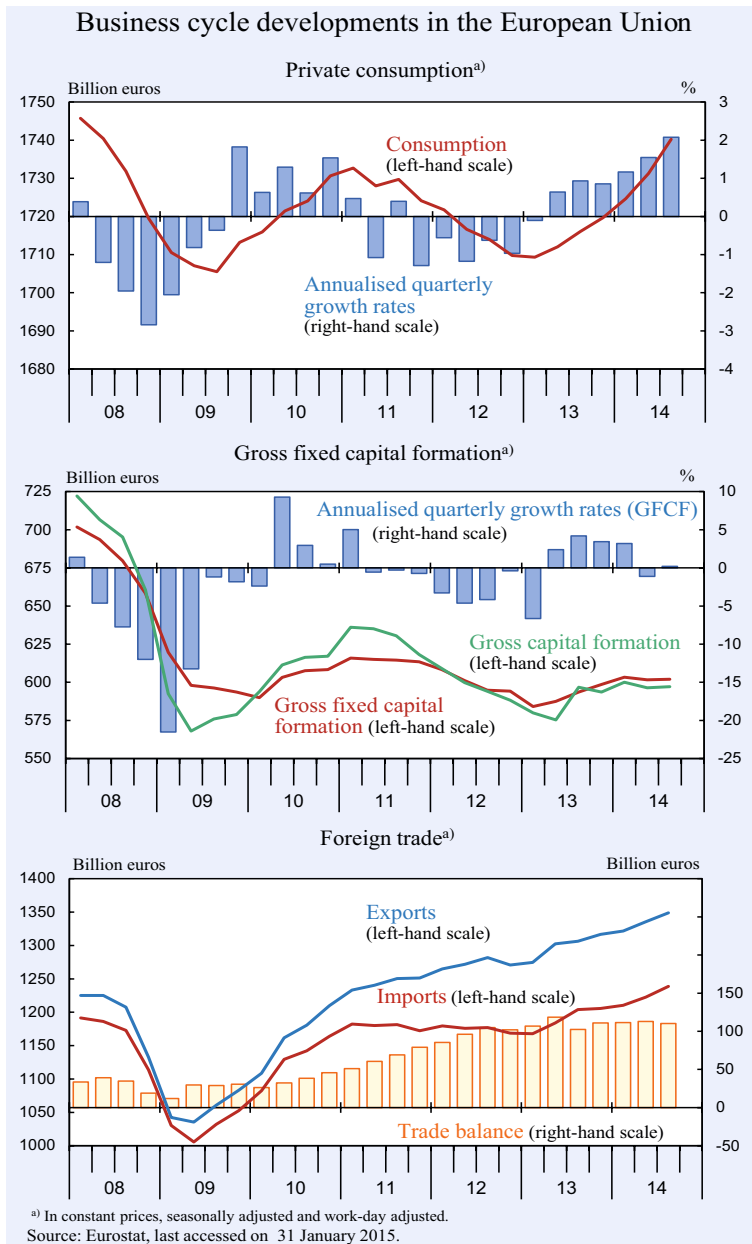 Business cycle developments in the European Union
Private consumption a)
Billion euros
%
1750
1740
1730
1720
1710
1700
1690
1680
3
2
1
0
-1
-2
-3
-4
Consumption
(left-hand scale)
Annualised quarterly
growth rates
(right-hand scale)
08 09 10 11 12 13 14
Gross fixed capital formation a)
Billion euros
%
725
700
675
650
625
600
575
550
10
5
0
-5
-10
-15
-20
-25
Annualised quarterly growth rates (GFCF)
(right-hand scale)
Gross capital formation
(left-hand scale)
Gross fixed capital
formation (left-hand scale)
08 09 10 11 12 13 14
Foreign trade a)
Billion euros
Billion euros
1400
1350
1300
1250
1200
1150
1100
1050
1000
150
100
50
0
-50
Exports
(left-hand scale)
Imports (left-hand scale)
Trade balance (right-hand scale)
08 09 10 11 12 13 14
a) In constant prices, seasonally adjusted and work-day adjusted.
Source: Eurostat, last accessed on 31 January 2015.